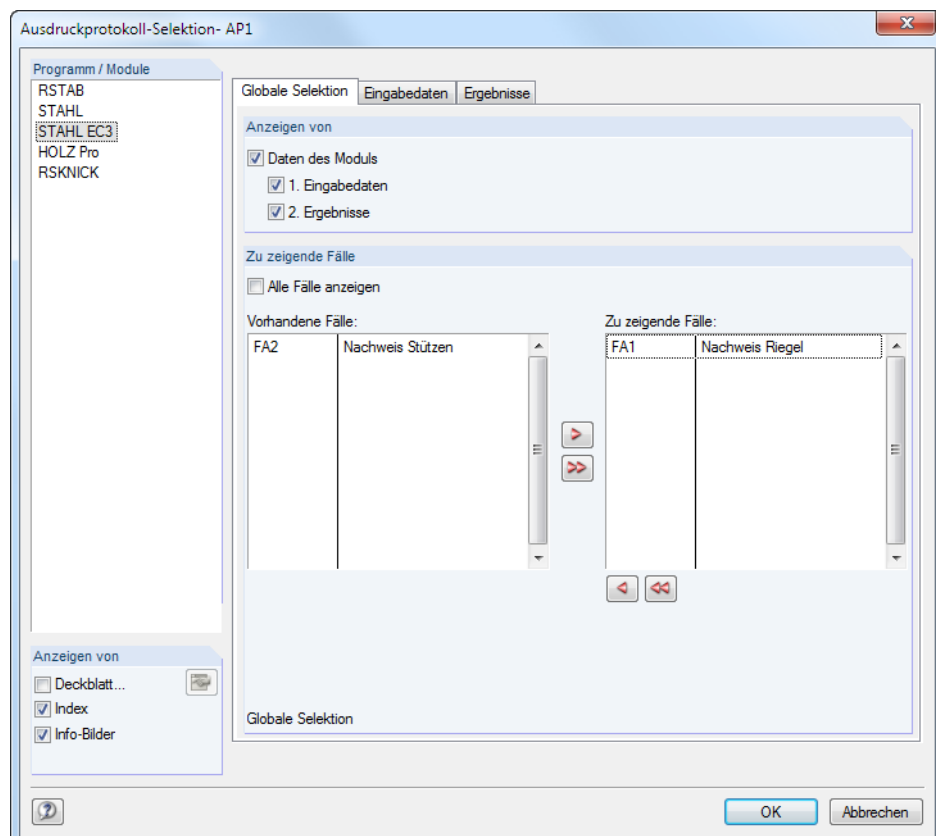 Ausdruckprotokoll-Selektion- AP1
Programm / Module
RSTAB
STAHL
STAHL EC3
HOLZ Pro
RSKNICK
Globale Selektion Eingabedaten Ergebnisse
Anzeigen von
Daten des Moduls
1. Eingabedaten
2. Ergebnisse
Zu zeigende Fälle
Alle Fälle anzeigen
Vorhandene Fälle: Zu zeigende Fälle:
FA2 Nachweis Stützen FA1 Nachweis Riegel
Anzeigen von
Deckblatt...
Index
Info-Bilder
Globale Selektion
OK Abbrechen